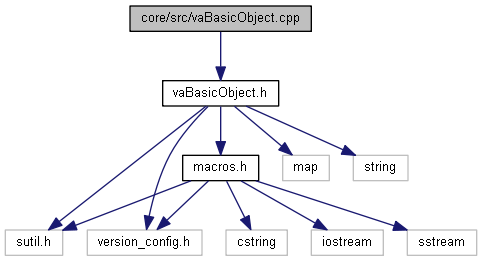 core/src/vaBasicObject.cpp
vaBasicObject.h
macros.h
map
string
sutil.h
version_config.h
cstring
iostream
sstream